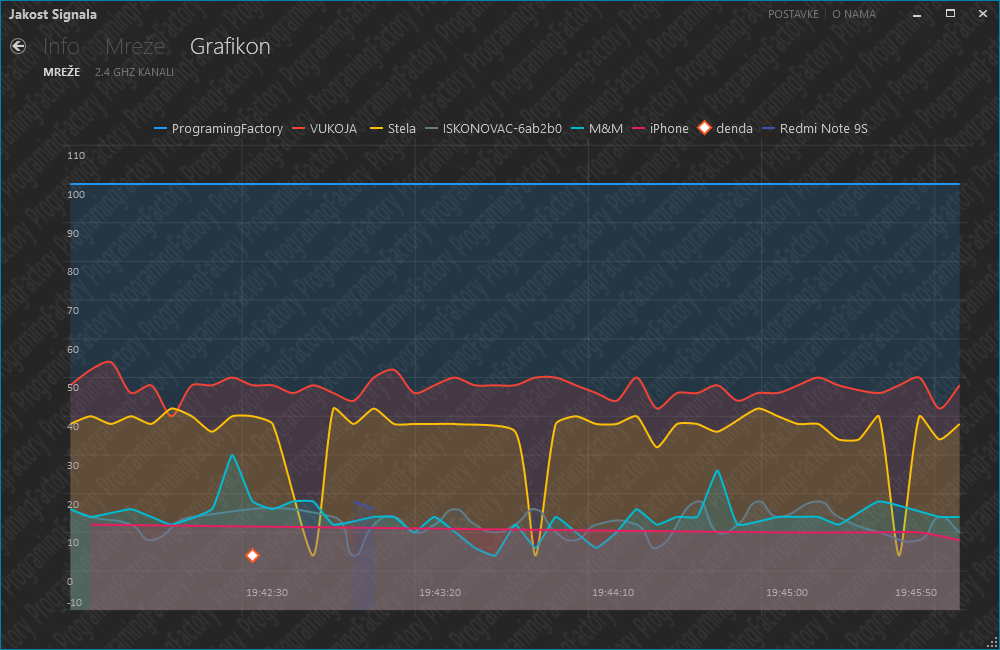 Jakost Signala
POSTAVKE
O NAMA
Info Mreže Grafikon
MREŽE 2.4 GHZ KANALI
ProgramingFactory VUKOJA Stela ISKONOVAC-6ab2b0 M&M iPhone denda Redmi Note 9S
110
100
90
80
70
60
50
40
30
20
10
0
-10
19:42:30 19:43:20 19:44:10 19:45:00 19:45:50